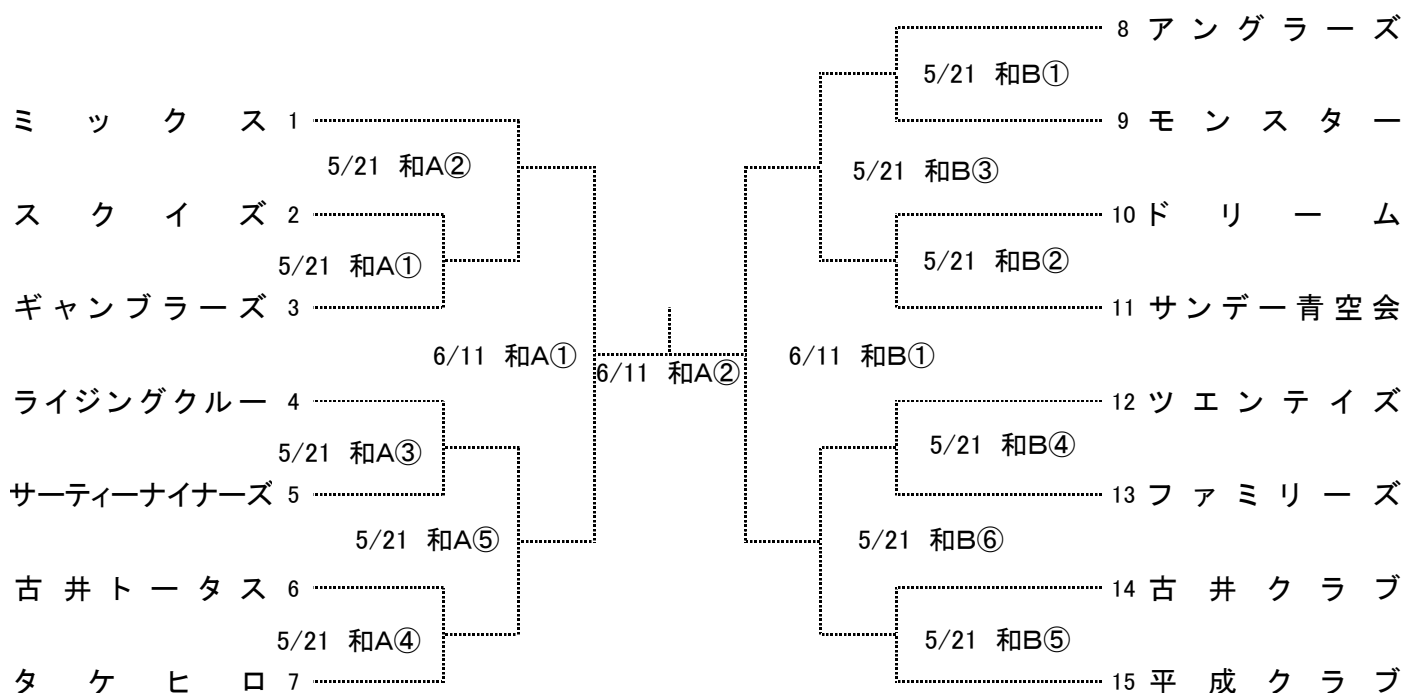 8 アングラーズ
5/21 和B①
ミックス 1
9 モンスター
5/21 和A②
5/21 和B③
スクイズ 2
10 ドリーム
5/21 和A①
5/21 和B②
ギャンブラーズ 3
11 サンデー青空会
6/11 和A①
6/11 和A②
6/11 和B①
ライジングクルー 4
12 ツエンテイズ
5/21 和A③
5/21 和B④
サーティーナイナーズ 5
13 ファミリーズ
5/21 和A⑤
5/21 和B⑥
古井トータス 6
14 古井クラブ
5/21 和A④
5/21 和B⑤
タケヒロ 7
15 平成クラブ